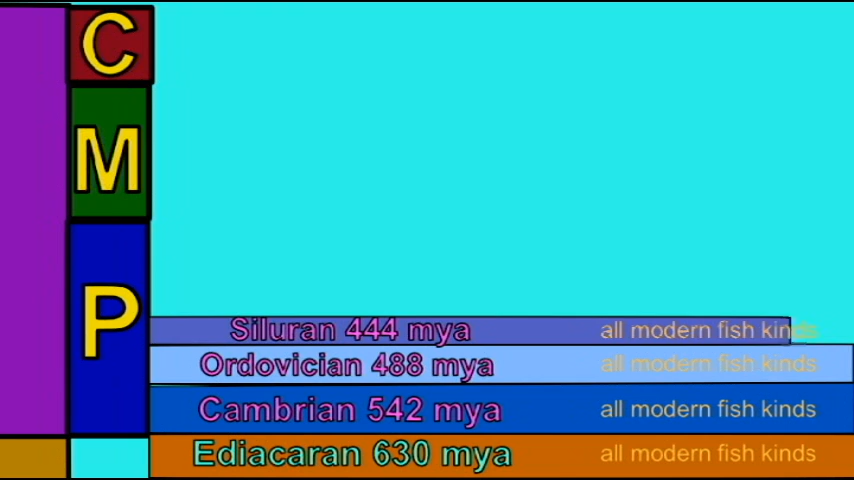 C
M
P
Siluran 444 mya all modern fish kinds
Ordovician 488 mya all modern fish kinds
Cambrian 542 mya all modern fish kinds
Ediacaran 630 mya all modern fish kinds